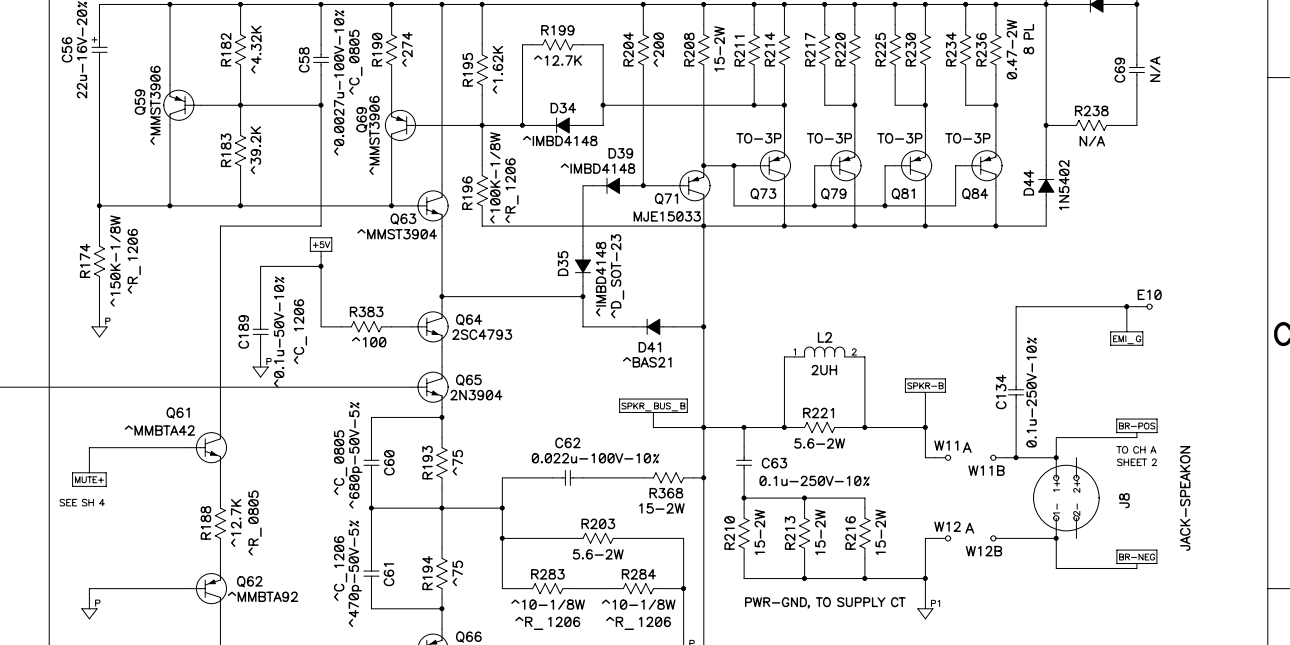 C56
22u-16V-20%
+
Q59
^MMST3906
R182
^4.32K
R183
^39.2K
C58
^0.0027u-100V-10%
^C_0805
R190
^274
Q69
^MMST3906
R195
^1.62K
R196
^100K-1/8W
^R_1206
R199
^12.7K
D34
^IMBD4148
D39
^IMBD4148
R204
^200
R208
15-2W
R211
R214
R217
R220
R225
R230
R234
R236
0.47-2W
8 PL
C69
N/A
R238
N/A
TO-3P
TO-3P
TO-3P
TO-3P
Q73
Q79
Q81
Q84
D44
1N5402
Q71
MJE15033
Q63
^MMST3904
R174
^150K-1/8W
^R_1206
P
+5V
C189
^0.1u-50V-10%
^C_1206
P
R383
^100
Q64
2SC4793
D35
^IMBD4148
^D_SOT-23
D41
^BAS21
Q65
2N3904
Q61
^MMBTA42
MUTE+
SEE SH 4
R188
^12.7K
^R_0805
Q62
^MMBTA92
P
^C_0805
^680p-50V-5%
C60
R193
^75
^C_1206
^470p-50V-5%
C61
R194
^75
Q66
C62
0.022u-100V-10%
R368
15-2W
R203
5.6-2W
R283
^10-1/8W
^R_1206
R284
^10-1/8W
^R_1206
P
SPKR_BUS_B
L2
1
2
2UH
R221
5.6-2W
SPKR-B
C63
0.1u-250V-10%
R210
15-2W
R213
15-2W
R216
15-2W
PWR-GND, TO SUPPLY CT
P1
W11A
W11B
W12A
W12B
E10
EMI_G
C134
0.1u-250V-10%
BR-POS
TO CH A
SHEET 2
1+
2+
1-
2-
J8
JACK-SPEAKON
BR-NEG
C